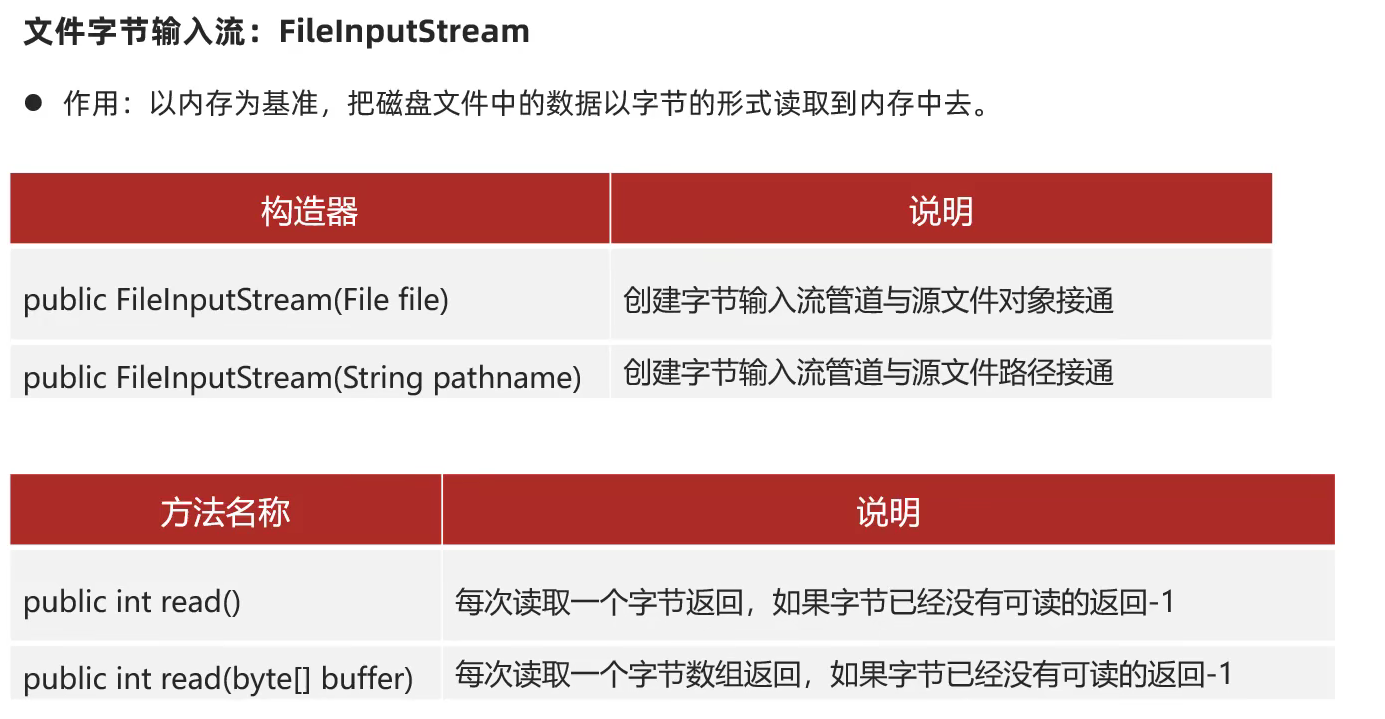 文件字节输入流：FileInputStream
● 作用：以内存为基准，把磁盘文件中的数据以字节的形式读取到内存中去。
构造器 说明
public FileInputStream(File file) 创建字节输入流管道与源文件对象接通
public FileInputStream(String pathname) 创建字节输入流管道与源文件路径接通
方法名称 说明
public int read() 每次读取一个字节返回，如果字节已经没有可读的返回-1
public int read(byte[] buffer) 每次读取一个字节数组返回，如果字节已经没有可读的返回-1